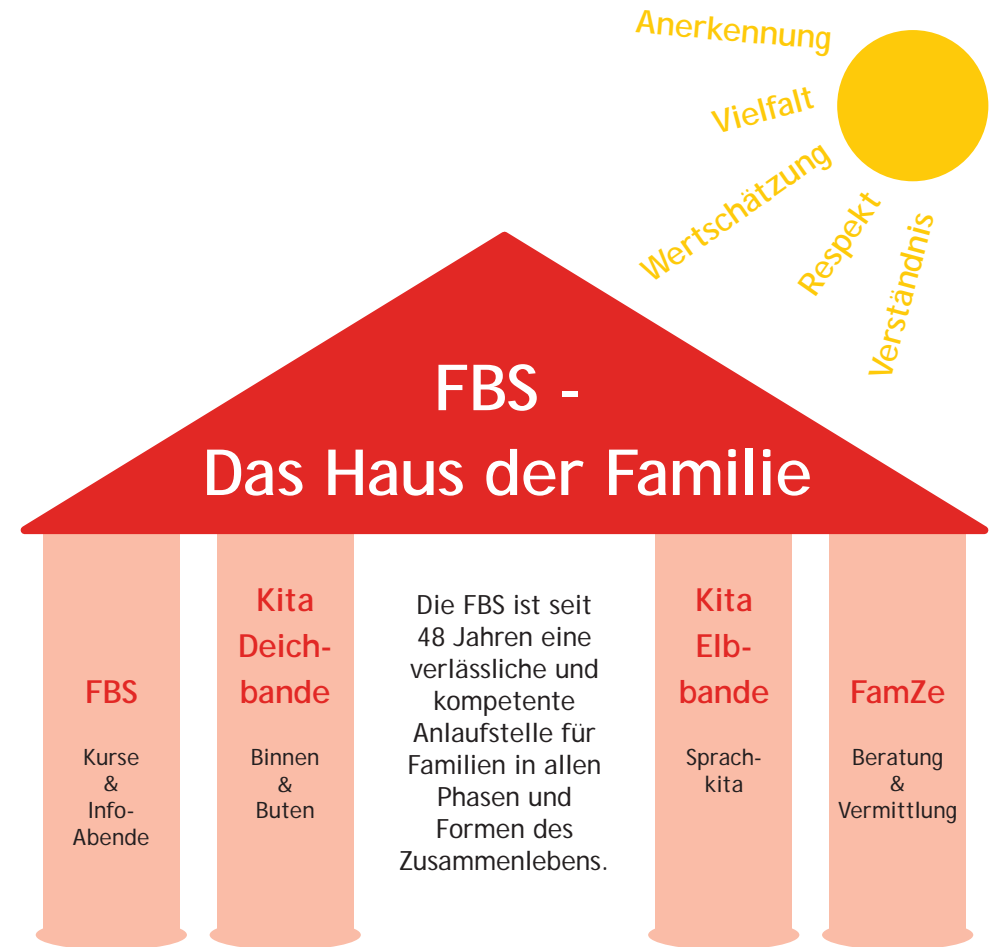 Anerkennung
Vielfalt
Wertschätzung
Respekt
Verständnis
FBS -
Das Haus der Familie
FBS
Kurse
&
Info-
Abende
Kita
Deich-
bande
Binnen
&
Buten
Die FBS ist seit
48 Jahren eine
verlässliche und
kompetente
Anlaufstelle für
Familien in allen
Phasen und
Formen des
Zusammenlebens.
Kita
Elb-
bande
Sprach-
kita
FamZe
Beratung
&
Vermittlung